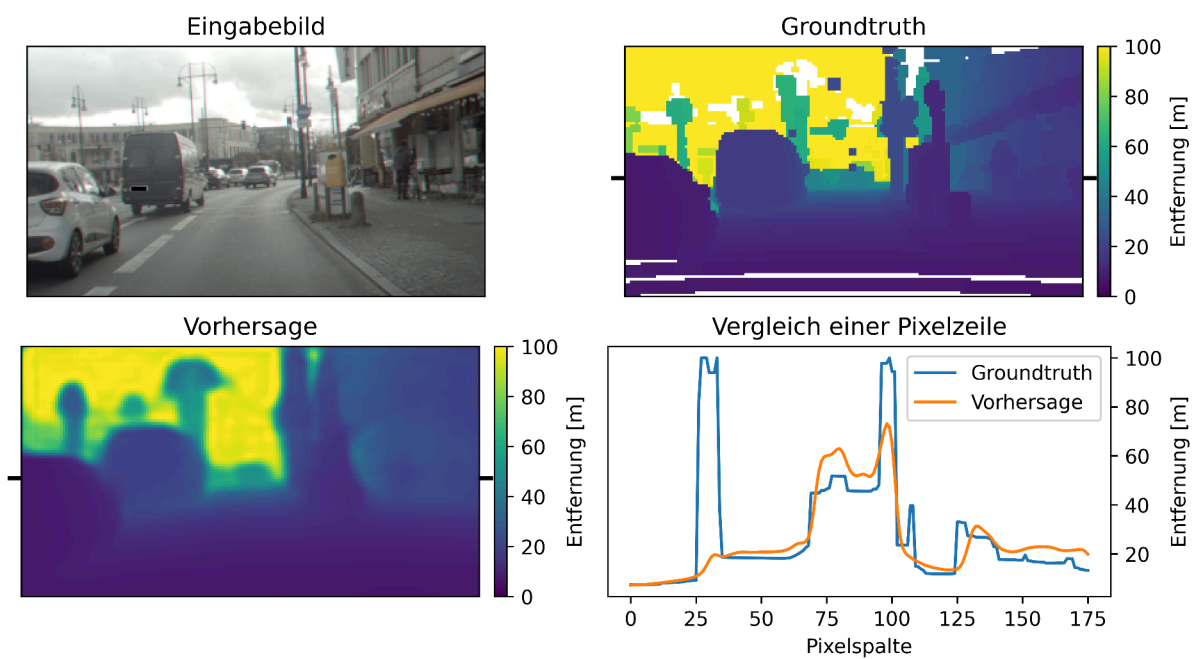 Eingabebild
Groundtruth
100
80
60
40
20
0
Entfernung [m]
Vorhersage
100
80
60
40
20
0
Entfernung [m]
Vergleich einer Pixelzeile
Groundtruth
Vorhersage
100
80
60
40
20
Entfernung [m]
0 25 50 75 100 125 150 175
Pixelspalte